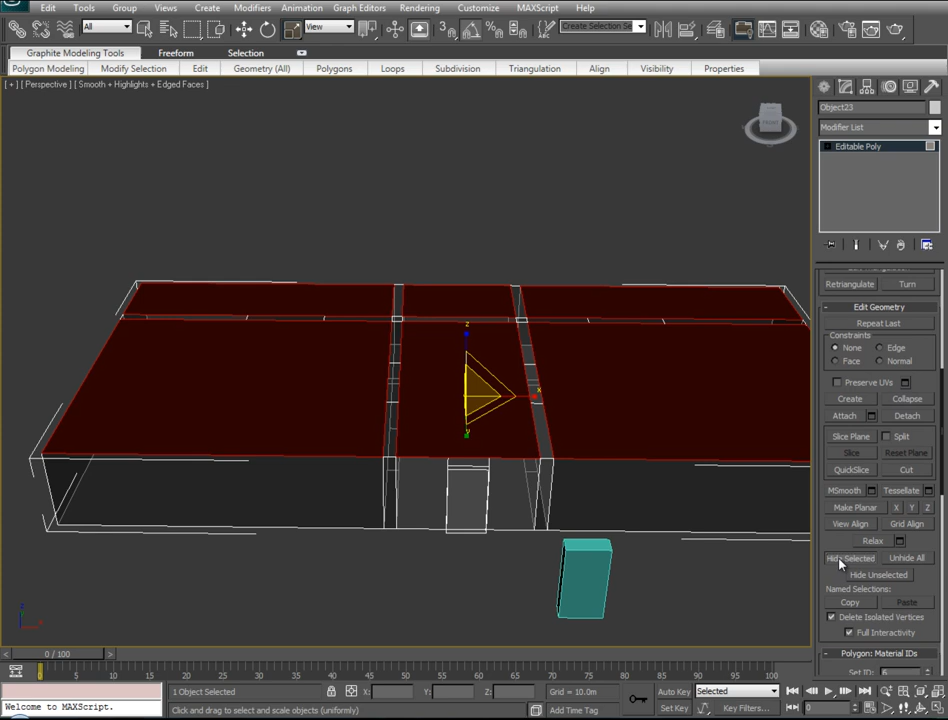 Edit Tools Group Views Create Modifiers Animation Graph Editors Rendering Customize MAXScript Help
All View Create Selection Se
Graphite Modeling Tools Freeform Selection
Polygon Modeling Modify Selection Edit Geometry (All) Polygons Loops Subdivision Triangulation Align Visibility Properties
[ + ] [ Perspective ] [ Smooth + Highlights + Edged Faces ]
FRONT
Object23
Modifier List
Editable Poly
Retriangulate Turn
Edit Geometry
Repeat Last
Constraints
None Edge
Face Normal
Preserve UVs
Create Collapse
Attach Detach
Slice Plane Split
Slice Reset Plane
QuickSlice Cut
MSmooth Tessellate
Make Planar X Y Z
View Align Grid Align
Relax
Hide Selected Unhide All
Hide Unselected
Named Selections:
Copy Paste
Delete Isolated Vertices
Full Interactivity
Polygon: Material IDs
Set ID: 6
z
x
y
z
x
0 / 100
0 5 10 15 20 25 30 35 40 45 50 55 60 65 70 75 80 85 90 95 100
1 Object Selected X: Y: Z: Grid = 10.0m Auto Key Selected
Welcome to MAXScript. Click and drag to select and scale objects (uniformly) Add Time Tag Set Key Key Filters... 0